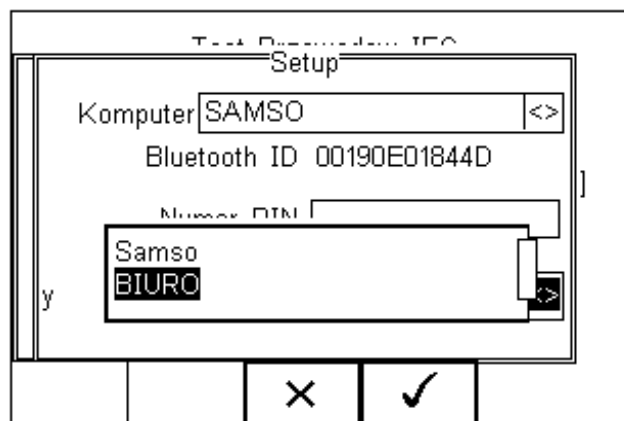 Setup
Komputer SAMSO <>
Bluetooth ID 00190E01844D
]
Samso
BIURO
y <>